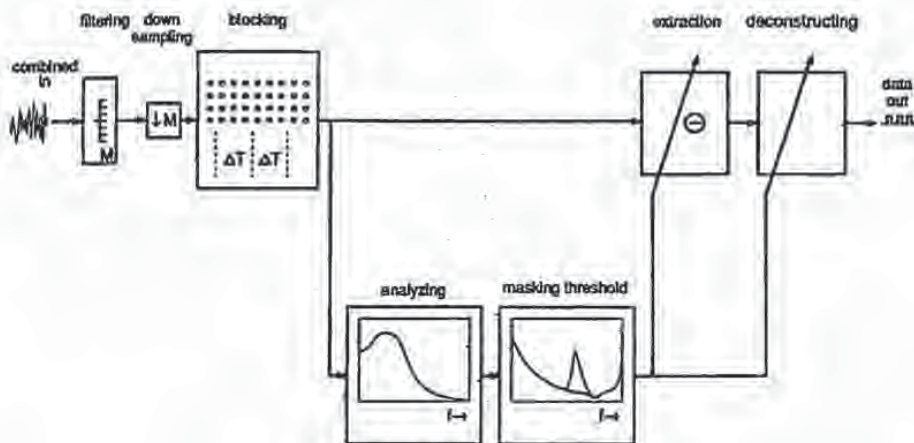 filtering
down
sampling
blocking
extraction
deconstructing
combined
in
↓M
M
ΔT
ΔT
data
out
analyzing
masking threshold
f→
f→